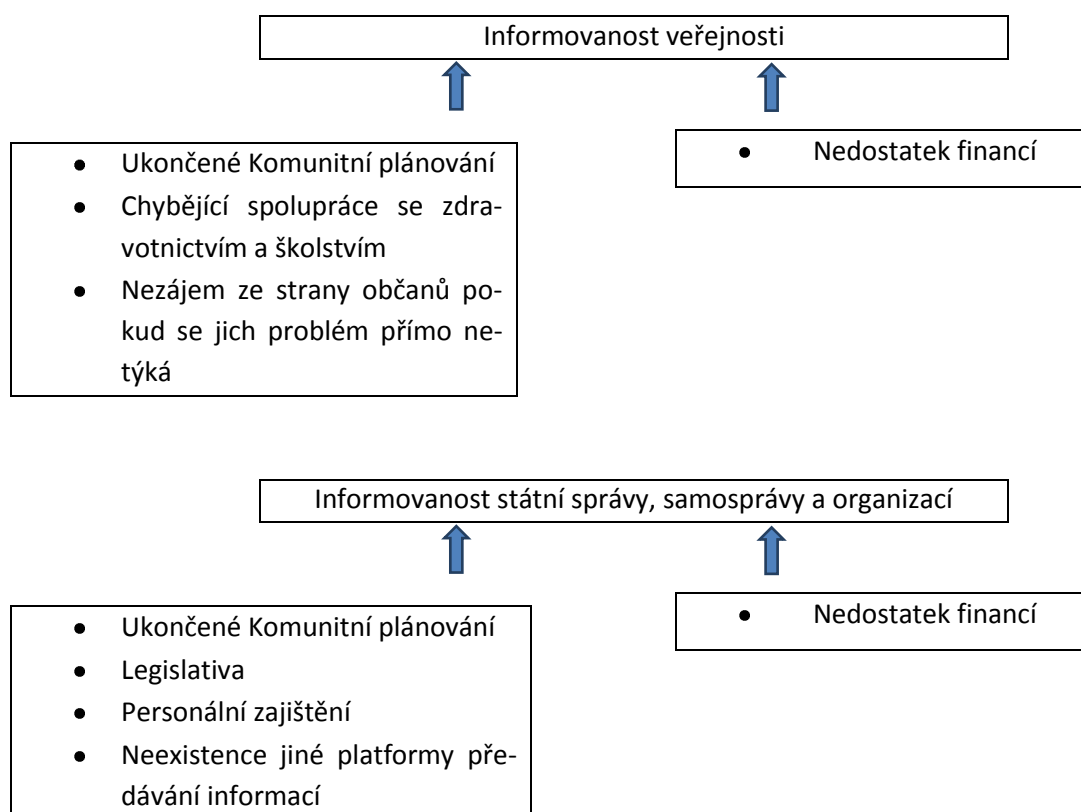 Informovanost veřejnosti
● Ukončené Komunitní plánování
● Chybějící spolupráce se zdra-
votnictvím a školstvím
● Nezájem ze strany občanů po-
kud se jich problém přímo ne-
týká
● Nedostatek financí
Informovanost státní správy, samosprávy a organizací
● Ukončené Komunitní plánování
● Legislativa
● Personální zajištění
● Neexistence jiné platformy pře-
dávání informací
● Nedostatek financí